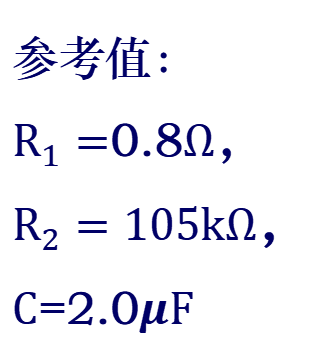 参考值：
R₁ =0.8Ω，
R₂ = 105kΩ，
C=2.0μF